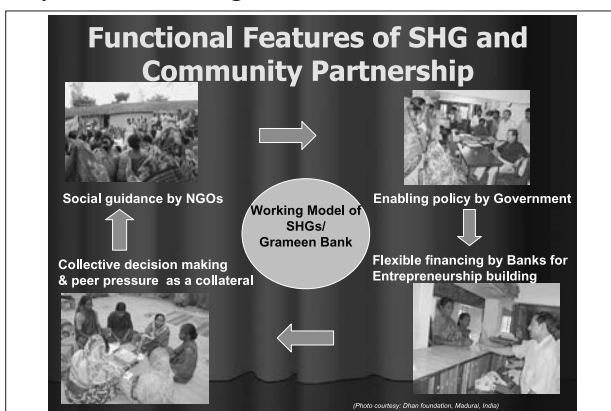 Functional Features of SHG and
Community Partnership
Social guidance by NGOs
Enabling policy by Government
Working Model of
SHGs/
Grameen Bank
Collective decision making
& peer pressure as a collateral
Flexible financing by Banks for
Entrepreneurship building
(Photo courtesy: Dhan foundation, Madurai, India)